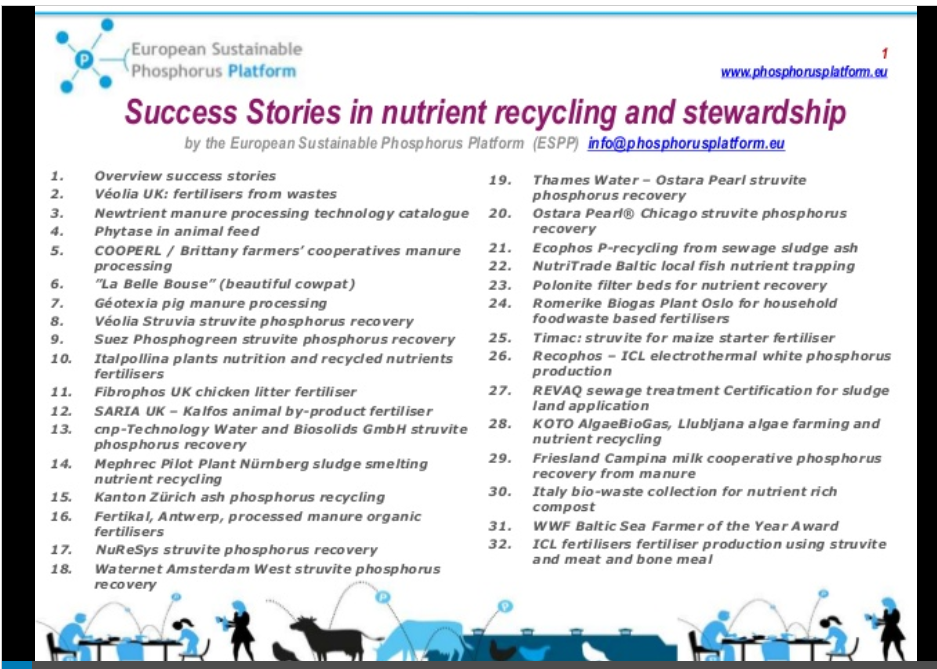 P
European Sustainable
Phosphorus Platform
1
www.phosphorusplatform.eu
Success Stories in nutrient recycling and stewardship
by the European Sustainable Phosphorus Platform (ESPP) info@phosphorusplatform.eu
1. Overview success stories
2. Véolia UK: fertilisers from wastes
3. Newtrient manure processing technology catalogue
4. Phytase in animal feed
5. COOPERL / Brittany farmers’ cooperatives manure
processing
6. “La Belle Bouse” (beautiful cowpat)
7. Géotexia pig manure processing
8. Véolia Struvia struvite phosphorus recovery
9. Suez Phosphogreen struvite phosphorus recovery
10. Italpollina plants nutrition and recycled nutrients
fertilisers
11. Fibrophos UK chicken litter fertiliser
12. SARIA UK – Kalfos animal by-product fertiliser
13. cnp-Technology Water and Biosolids GmbH struvite
phosphorus recovery
14. Mephrec Pilot Plant Nürnberg sludge smelting
nutrient recycling
15. Kanton Zürich ash phosphorus recycling
16. Fertikal, Antwerp, processed manure organic
fertilisers
17. NuReSys struvite phosphorus recovery
18. Waternet Amsterdam West struvite phosphorus
recovery
19. Thames Water – Ostara Pearl struvite
phosphorus recovery
20. Ostara Pearl® Chicago struvite phosphorus
recovery
21. Ecophos P-recycling from sewage sludge ash
22. NutriTrade Baltic local fish nutrient trapping
23. Polonite filter beds for nutrient recovery
24. Romerike Biogas Plant Oslo for household
foodwaste based fertilisers
25. Timac: struvite for maize starter fertiliser
26. Recophos – ICL electrothermal white phosphorus
production
27. REVAQ sewage treatment Certification for sludge
land application
28. KOTO AlgaeBioGas, Llubljana algae farming and
nutrient recycling
29. Friesland Campina milk cooperative phosphorus
recovery from manure
30. Italy bio-waste collection for nutrient rich
compost
31. WWF Baltic Sea Farmer of the Year Award
32. ICL fertilisers fertiliser production using struvite
and meat and bone meal
P
P
P
P